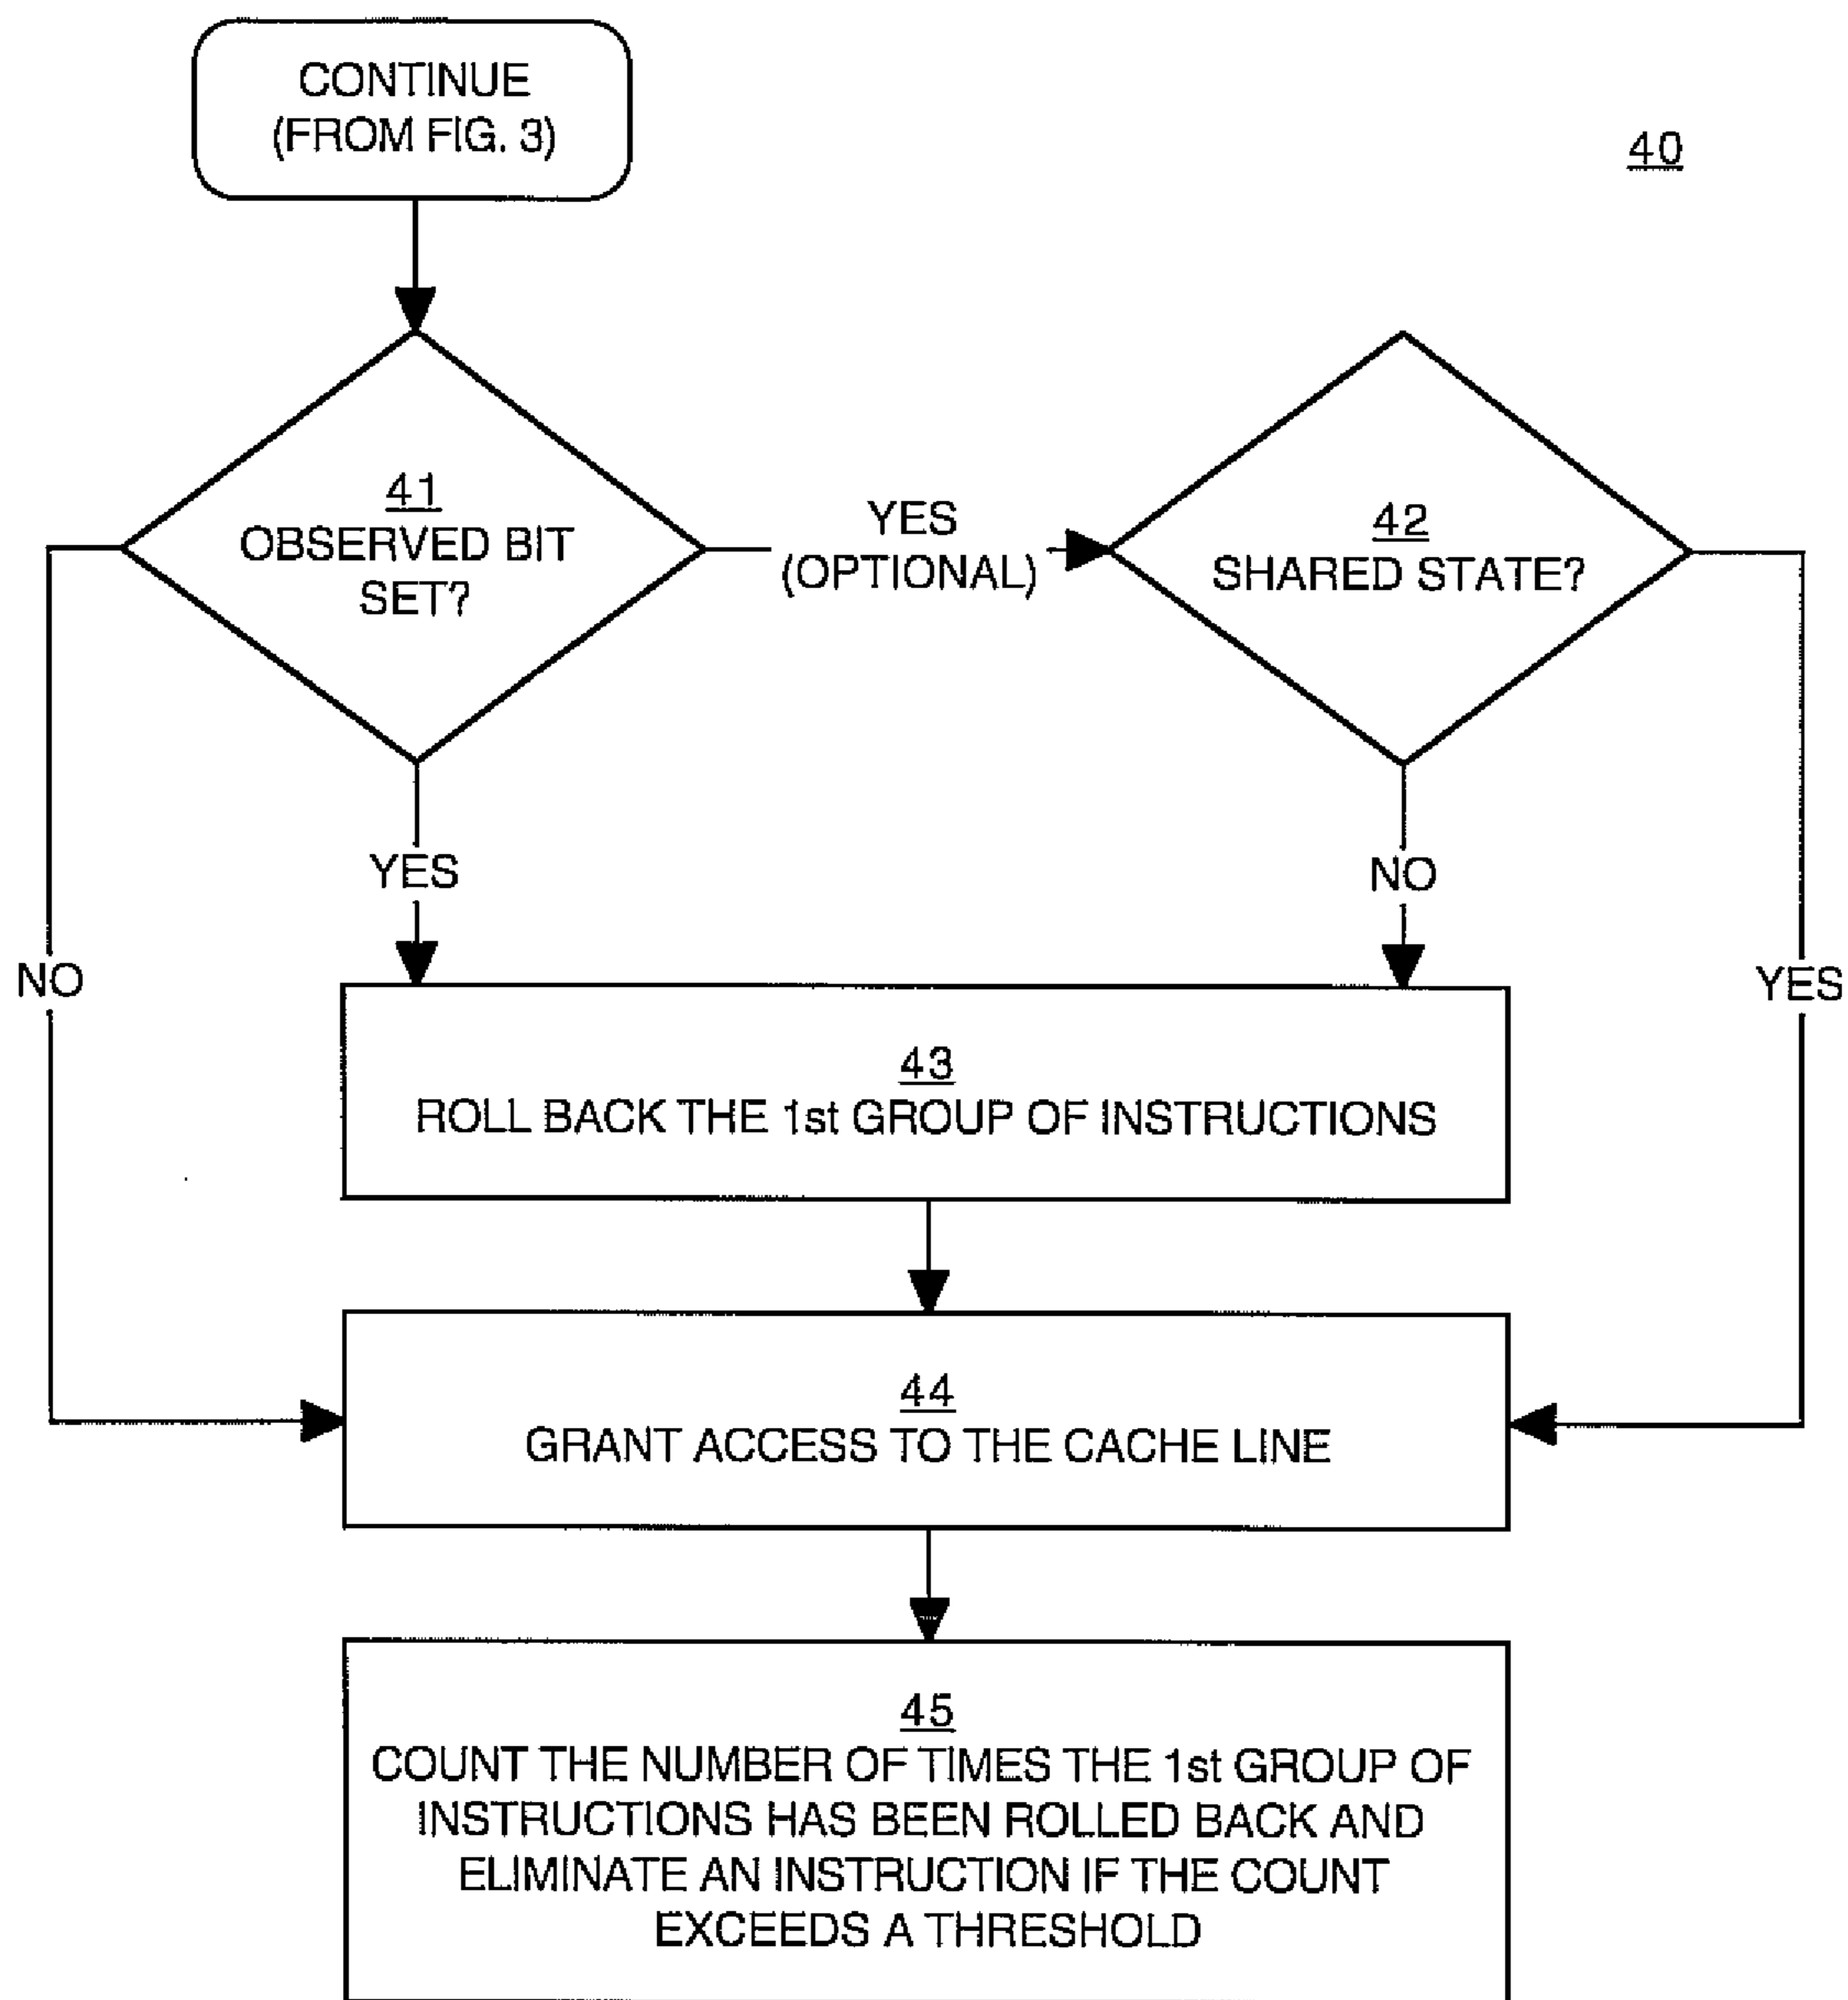 CONTINUE
(FROM FIG. 3)
40
41
OBSERVED BIT
SET?
YES
(OPTIONAL)
42
SHARED STATE?
YES
NO
NO
YES
43
ROLL BACK THE 1st GROUP OF INSTRUCTIONS
44
GRANT ACCESS TO THE CACHE LINE
45
COUNT THE NUMBER OF TIMES THE 1st GROUP OF
INSTRUCTIONS HAS BEEN ROLLED BACK AND
ELIMINATE AN INSTRUCTION IF THE COUNT
EXCEEDS A THRESHOLD